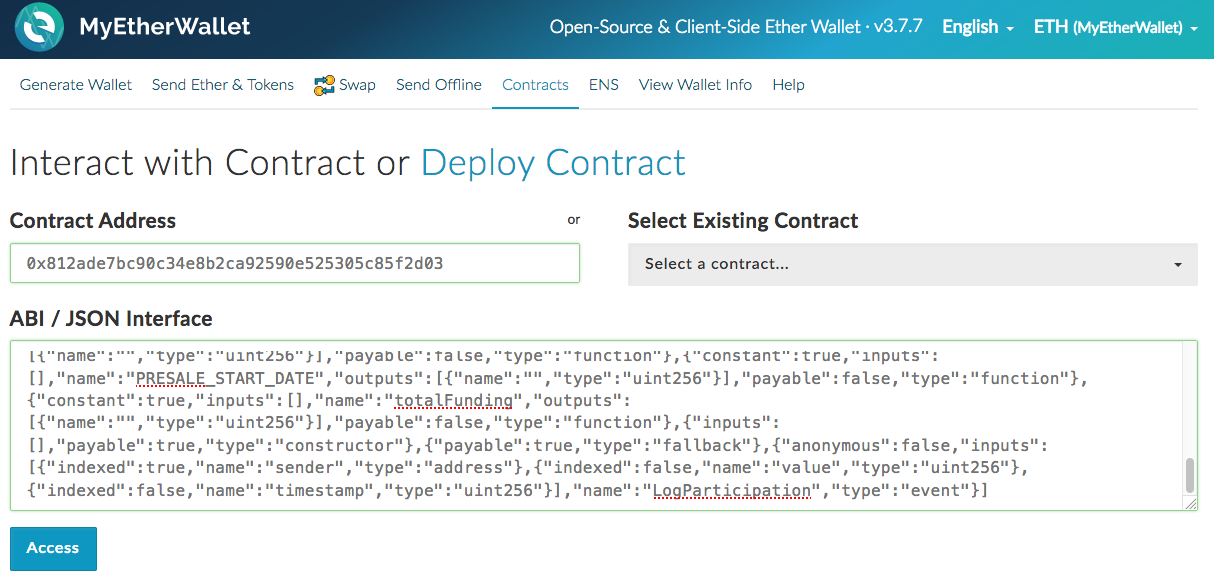 MyEtherWallet
Open-Source & Client-Side Ether Wallet · v3.7.7 English ETH (MyEtherWallet)
Generate Wallet Send Ether & Tokens Swap Send Offline Contracts ENS View Wallet Info Help
Interact with Contract or Deploy Contract
Contract Address or Select Existing Contract
0x812ade7bc90c34e8b2ca92590e525305c85f2d03 Select a contract...
ABI / JSON Interface
[{"name":"","type":"uint256"}],"payable":false,"type":"function"},{"constant":true,"inputs":
[],"name":"PRESALE_START_DATE","outputs":[{"name":"","type":"uint256"}],"payable":false,"type":"function"},
{"constant":true,"inputs":[],"name":"totalFunding","outputs":
[{"name":"","type":"uint256"}],"payable":false,"type":"function"},{"inputs":
[],"payable":true,"type":"constructor"},{"payable":true,"type":"fallback"},{"anonymous":false,"inputs":
[{"indexed":true,"name":"sender","type":"address"},{"indexed":false,"name":"value","type":"uint256"},
{"indexed":false,"name":"timestamp","type":"uint256"}],"name":"LogParticipation","type":"event"}]
Access